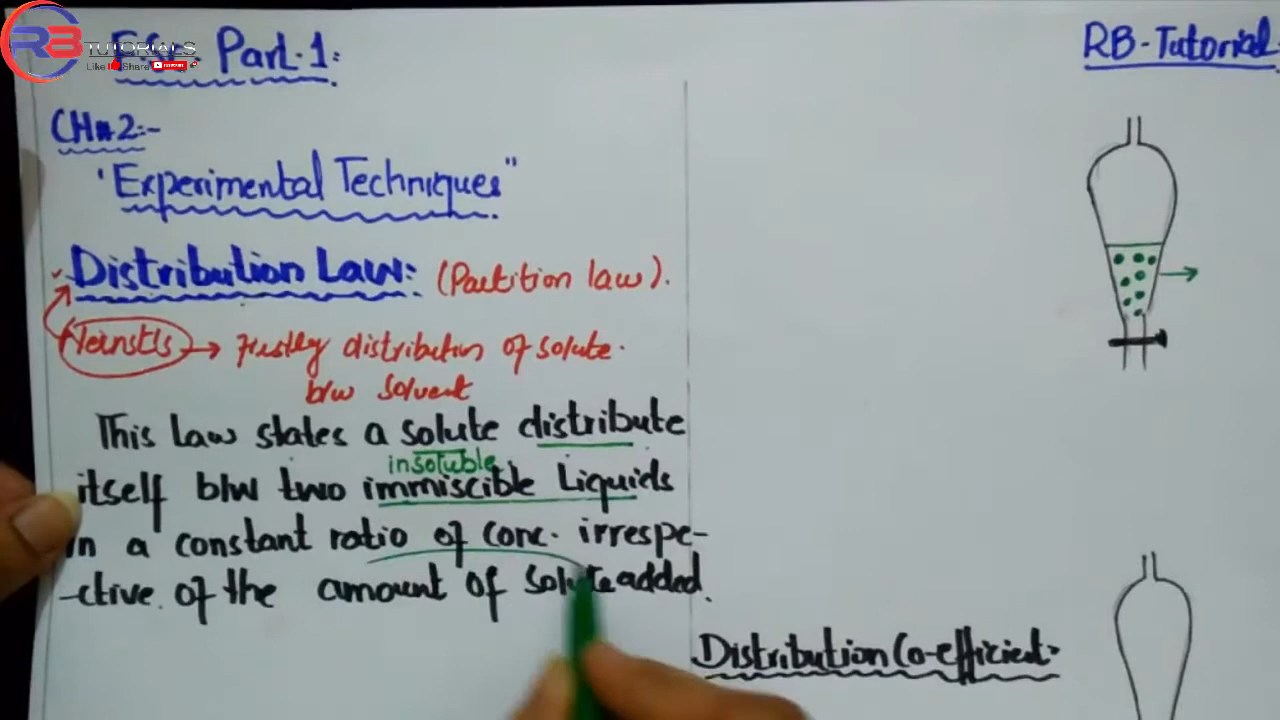 RB TUTORIALS
Like Share
F.Sc. Part-1:
RB-Tutorial
CH#2:-
"Experimental Techniques"
Distribution Law: (Partition law).
distribution of solute.
b/w solvent
This Law states a solute distribute
insoluble
itself b/w two immiscible Liquids
in a constant ratio of conc. irrespe-
-ctive of the amount of solute added.
Distribution Co-efficient:-